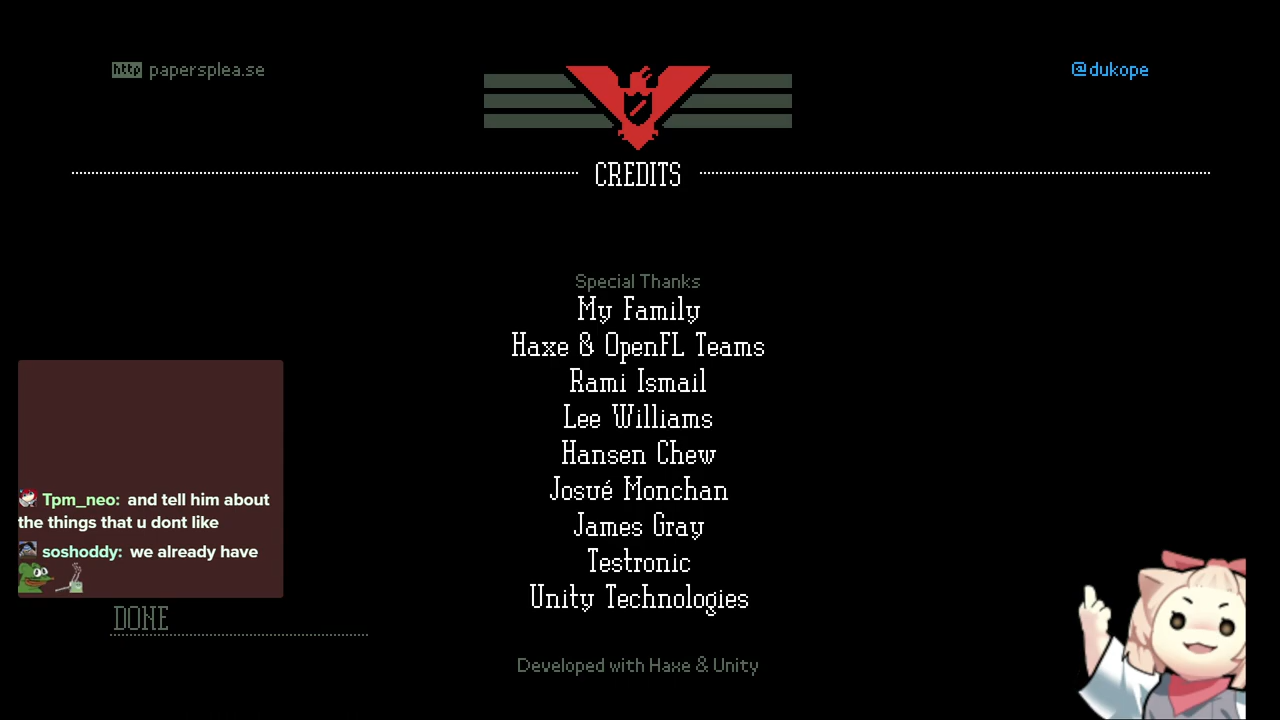 http papersplea.se
@dukope
CREDITS
Special Thanks
My Family
Haxe & OpenFL Teams
Rami Ismail
Lee Williams
Hansen Chew
Josué Monchan
James Gray
Testronic
Unity Technologies
Developed with Haxe & Unity
Tpm_neo: and tell him about
the things that u dont like
soshoddy: we already have
DONE